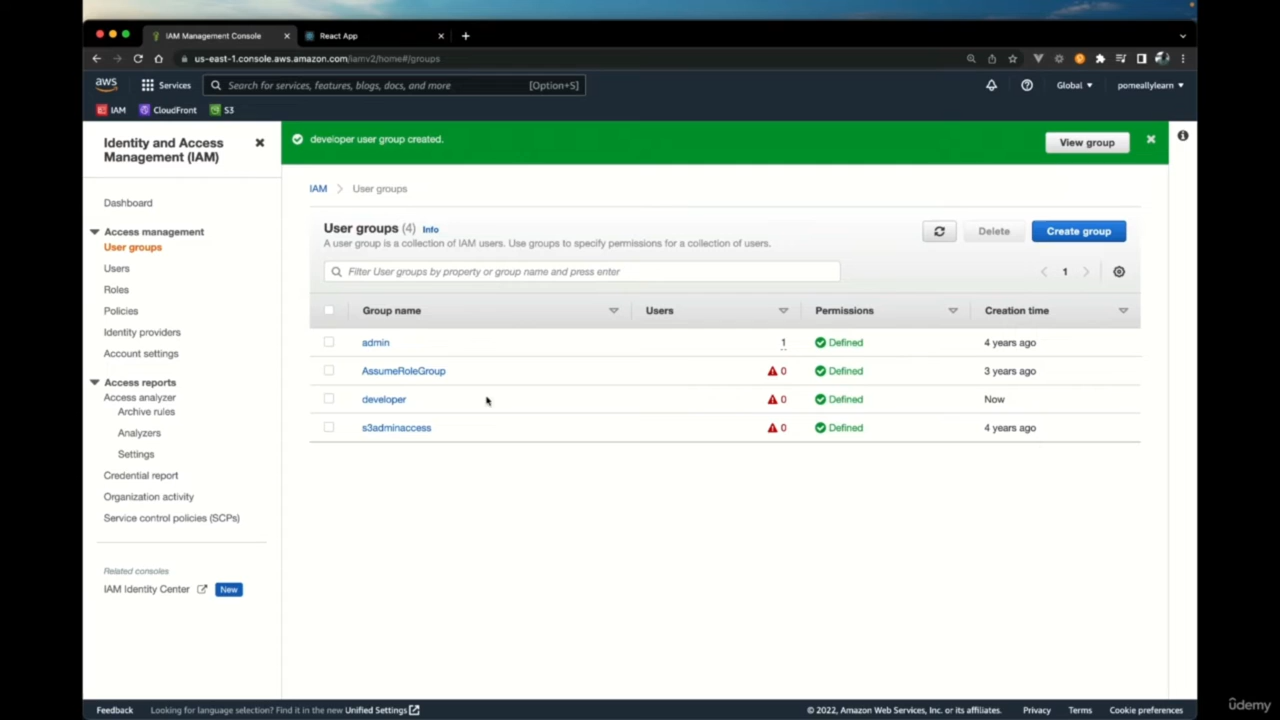 IAM Management Console
React App
us-east-1.console.aws.amazon.com/iamv2/home#/groups
aws
Services
Search for services, features, blogs, docs, and more
[Option+S]
Global
pomeallylearn
IAM
CloudFront
S3
Identity and Access
Management (IAM)
Dashboard
Access management
User groups
Users
Roles
Policies
Identity providers
Account settings
Access reports
Access analyzer
Archive rules
Analyzers
Settings
Credential report
Organization activity
Service control policies (SCPs)
Related consoles
IAM Identity Center
New
developer user group created.
View group
IAM > User groups
User groups (4) Info
A user group is a collection of IAM users. Use groups to specify permissions for a collection of users.
Delete
Create group
Filter User groups by property or group name and press enter
1
Group name Users Permissions Creation time
admin 1 Defined 4 years ago
AssumeRoleGroup 0 Defined 3 years ago
developer 0 Defined Now
s3adminaccess 0 Defined 4 years ago
Feedback
Looking for language selection? Find it in the new Unified Settings
© 2022, Amazon Web Services, Inc. or its affiliates.
Privacy
Terms
Cookie preferences
ûdemy